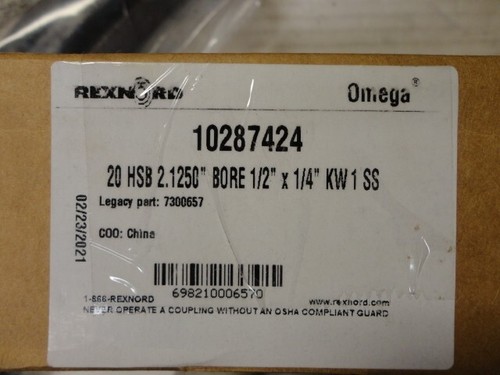 REXNORD
Omega®
10287424
20 HSB 2.1250" BORE 1/2" x 1/4" KW 1 SS
Legacy part: 7300657
02/23/2021
COO: China
698210006570
1-866-REXNORD
www.rexnord.com
NEVER OPERATE A COUPLING WITHOUT AN OSHA COMPLIANT GUARD